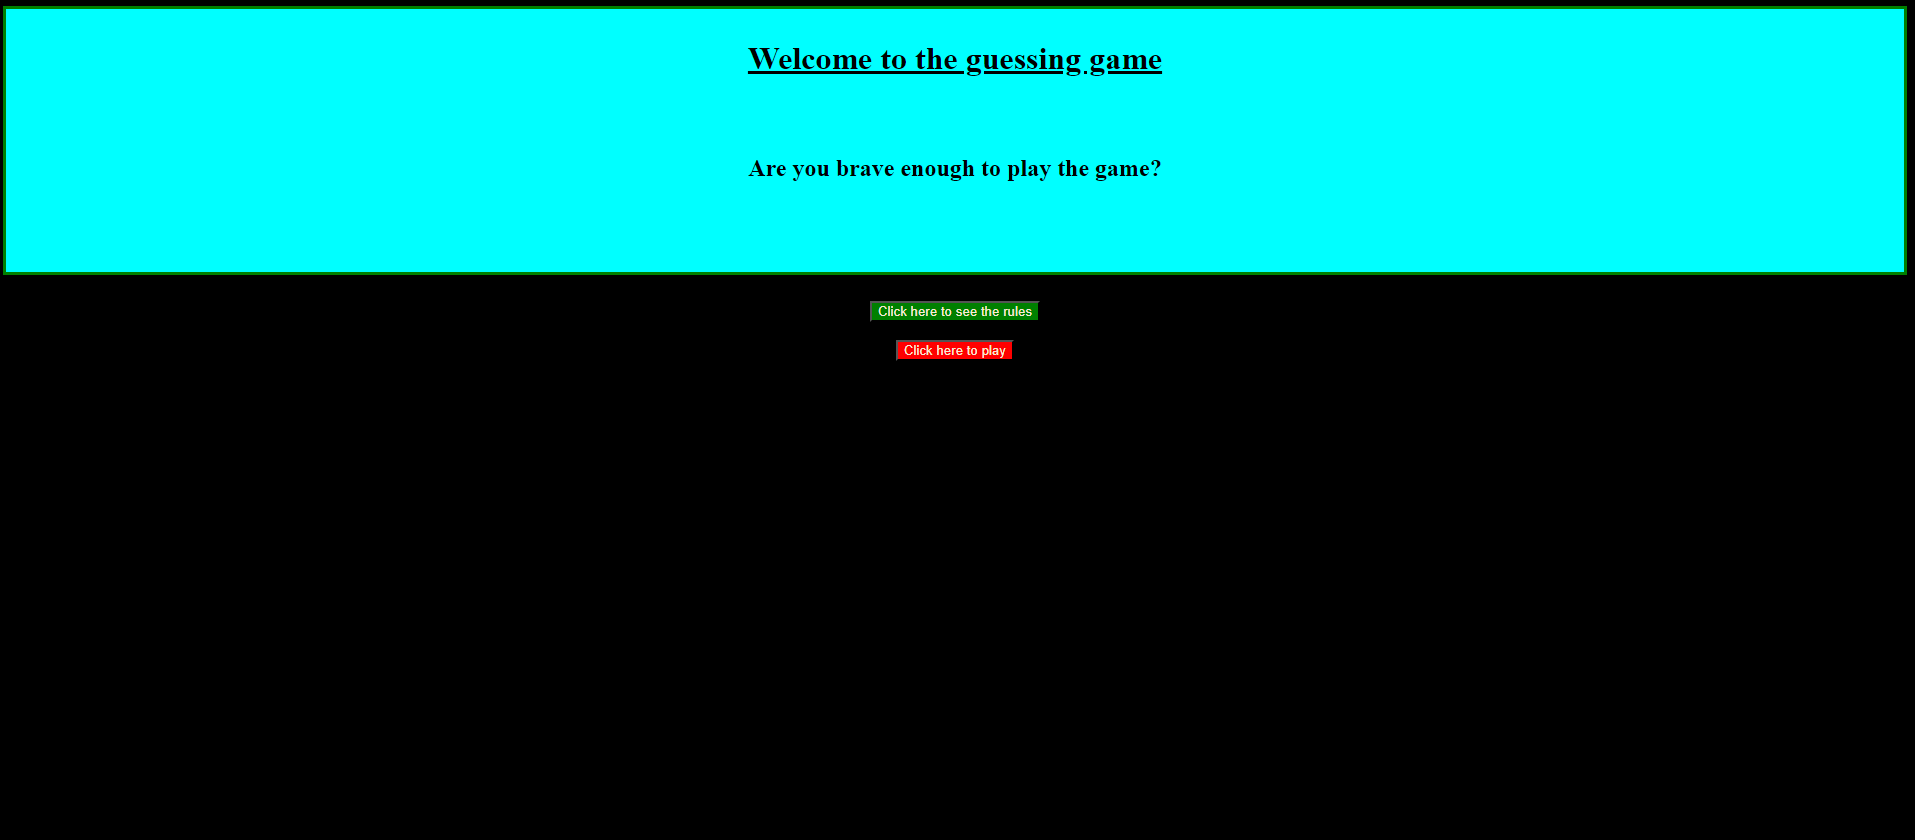 Welcome to the guessing game
Are you brave enough to play the game?
Click here to see the rules
Click here to play